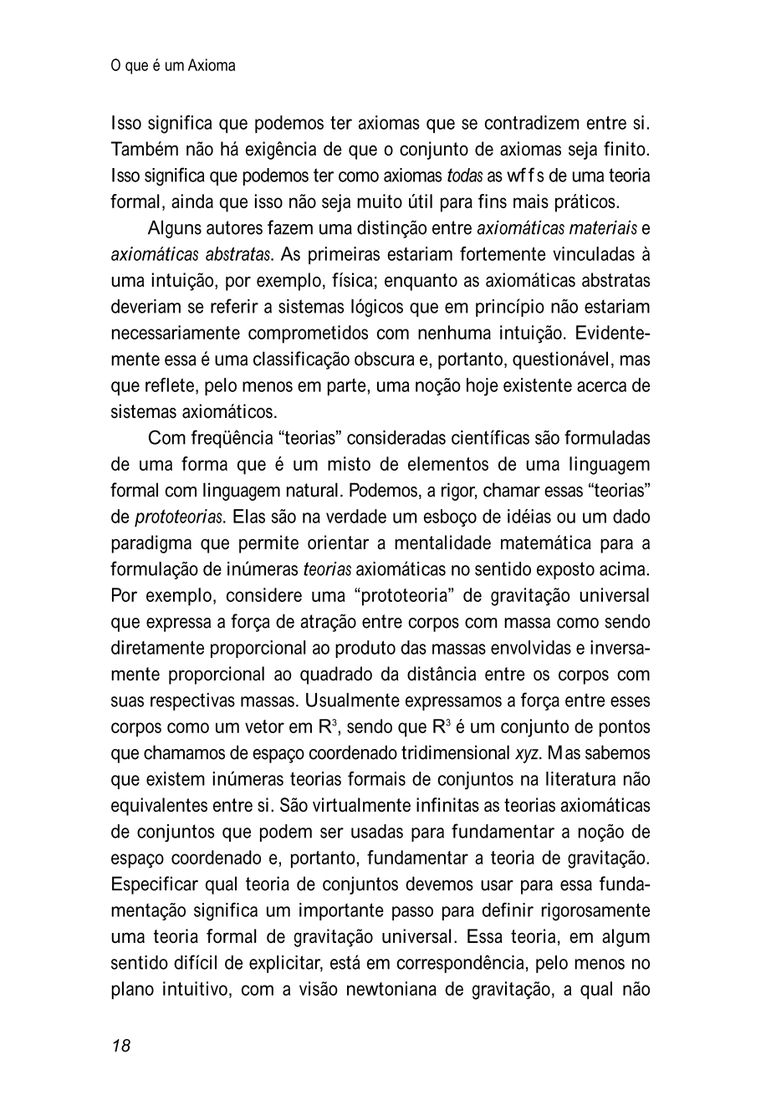 O que é um Axioma
Isso significa que podemos ter axiomas que se contradizem entre si.
Também não há exigência de que o conjunto de axiomas seja finito.
Isso significa que podemos ter como axiomas todas as wffs de uma teoria
formal, ainda que isso não seja muito útil para fins mais práticos.
Alguns autores fazem uma distinção entre axiomáticas materiais e
axiomáticas abstratas. As primeiras estariam fortemente vinculadas à
uma intuição, por exemplo, física; enquanto as axiomáticas abstratas
deveriam se referir a sistemas lógicos que em princípio não estariam
necessariamente comprometidos com nenhuma intuição. Evidente-
mente essa é uma classificação obscura e, portanto, questionável, mas
que reflete, pelo menos em parte, uma noção hoje existente acerca de
sistemas axiomáticos.
Com freqüência “teorias” consideradas científicas são formuladas
de uma forma que é um misto de elementos de uma linguagem
formal com linguagem natural. Podemos, a rigor, chamar essas “teorias”
de prototeorias. Elas são na verdade um esboço de idéias ou um dado
paradigma que permite orientar a mentalidade matemática para a
formulação de inúmeras teorias axiomáticas no sentido exposto acima.
Por exemplo, considere uma “prototeoria” de gravitação universal
que expressa a força de atração entre corpos com massa como sendo
diretamente proporcional ao produto das massas envolvidas e inversa-
mente proporcional ao quadrado da distância entre os corpos com
suas respectivas massas. Usualmente expressamos a força entre esses
corpos como um vetor em R³, sendo que R³ é um conjunto de pontos
que chamamos de espaço coordenado tridimensional xyz. Mas sabemos
que existem inúmeras teorias formais de conjuntos na literatura não
equivalentes entre si. São virtualmente infinitas as teorias axiomáticas
de conjuntos que podem ser usadas para fundamentar a noção de
espaço coordenado e, portanto, fundamentar a teoria de gravitação.
Especificar qual teoria de conjuntos devemos usar para essa funda-
mentação significa um importante passo para definir rigorosamente
uma teoria formal de gravitação universal. Essa teoria, em algum
sentido difícil de explicitar, está em correspondência, pelo menos no
plano intuitivo, com a visão newtoniana de gravitação, a qual não
18